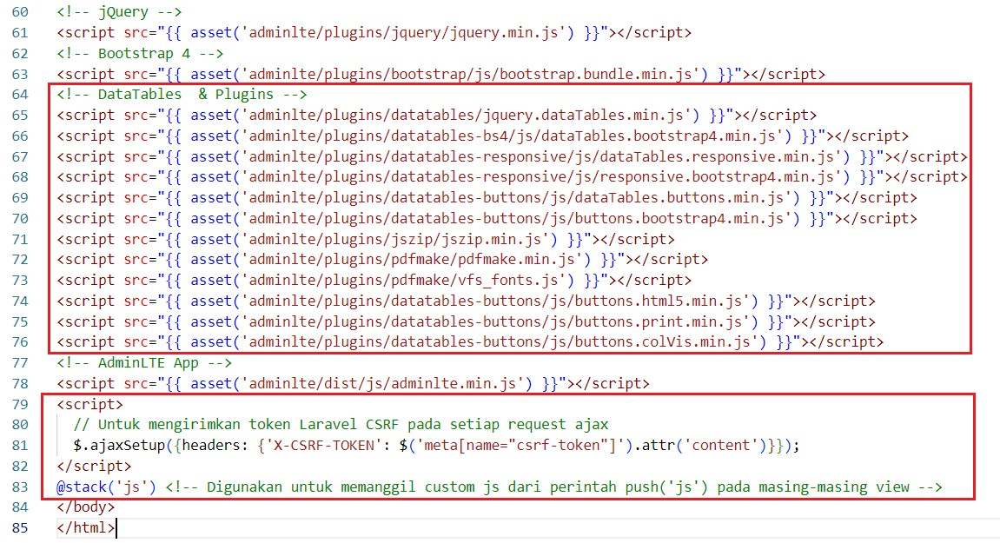 60 <!-- jQuery -->
61 <script src="{{ asset('adminlte/plugins/jquery/jquery.min.js') }}"></script>
62 <!-- Bootstrap 4 -->
63 <script src="{{ asset('adminlte/plugins/bootstrap/js/bootstrap.bundle.min.js') }}"></script>
64 <!-- DataTables  & Plugins -->
65 <script src="{{ asset('adminlte/plugins/datatables/jquery.dataTables.min.js') }}"></script>
66 <script src="{{ asset('adminlte/plugins/datatables-bs4/js/dataTables.bootstrap4.min.js') }}"></script>
67 <script src="{{ asset('adminlte/plugins/datatables-responsive/js/dataTables.responsive.min.js') }}"></script>
68 <script src="{{ asset('adminlte/plugins/datatables-responsive/js/responsive.bootstrap4.min.js') }}"></script>
69 <script src="{{ asset('adminlte/plugins/datatables-buttons/js/dataTables.buttons.min.js') }}"></script>
70 <script src="{{ asset('adminlte/plugins/datatables-buttons/js/buttons.bootstrap4.min.js') }}"></script>
71 <script src="{{ asset('adminlte/plugins/jszip/jszip.min.js') }}"></script>
72 <script src="{{ asset('adminlte/plugins/pdfmake/pdfmake.min.js') }}"></script>
73 <script src="{{ asset('adminlte/plugins/pdfmake/vfs_fonts.js') }}"></script>
74 <script src="{{ asset('adminlte/plugins/datatables-buttons/js/buttons.html5.min.js') }}"></script>
75 <script src="{{ asset('adminlte/plugins/datatables-buttons/js/buttons.print.min.js') }}"></script>
76 <script src="{{ asset('adminlte/plugins/datatables-buttons/js/buttons.colVis.min.js') }}"></script>
77 <!-- AdminLTE App -->
78 <script src="{{ asset('adminlte/dist/js/adminlte.min.js') }}"></script>
79 <script>
80   // Untuk mengirimkan token Laravel CSRF pada setiap request ajax
81   $.ajaxSetup({headers: {'X-CSRF-TOKEN': $('meta[name="csrf-token"]').attr('content')}});
82 </script>
83 @stack('js') <!-- Digunakan untuk memanggil custom js dari perintah push('js') pada masing-masing view -->
84 </body>
85 </html>